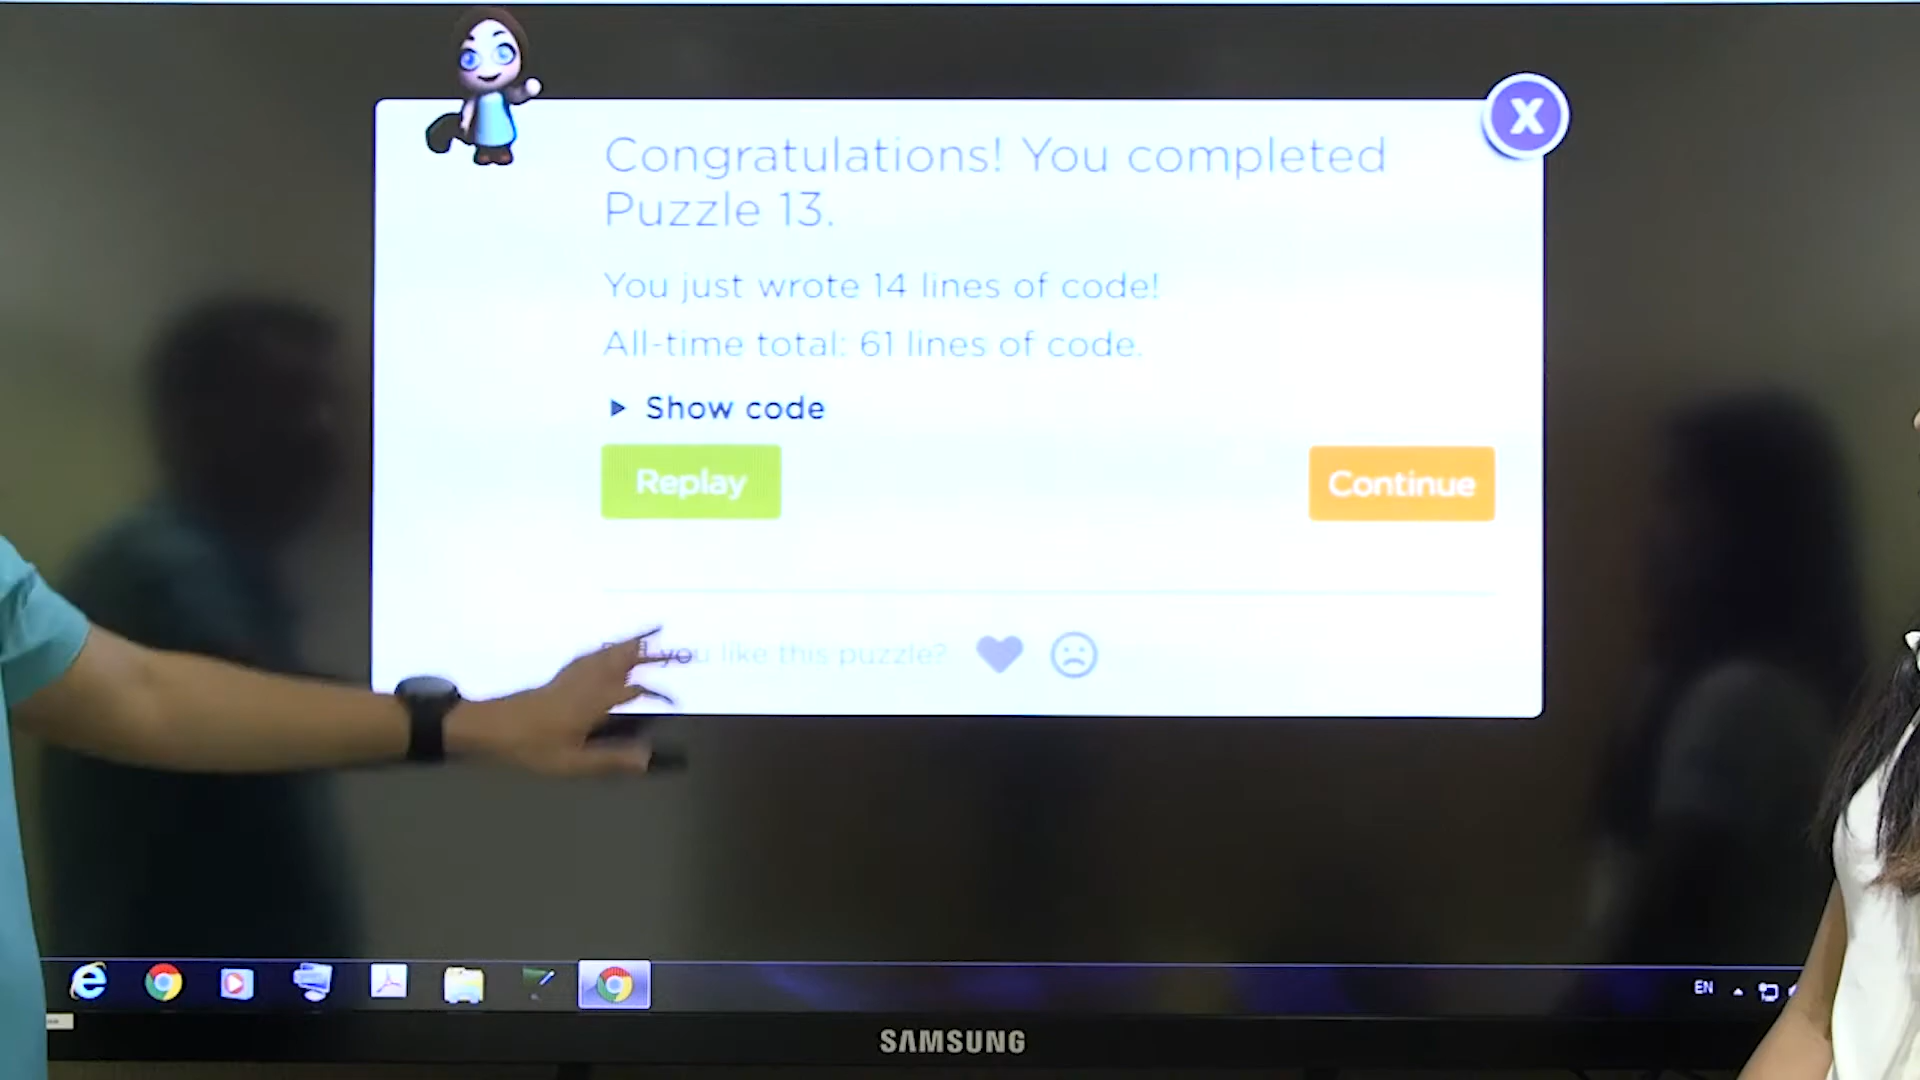 X
Congratulations! You completed
Puzzle 13.
You just wrote 14 lines of code!
All-time total: 61 lines of code.
Show code
Replay
Continue
you like this puzzle?
EN
SAMSUNG